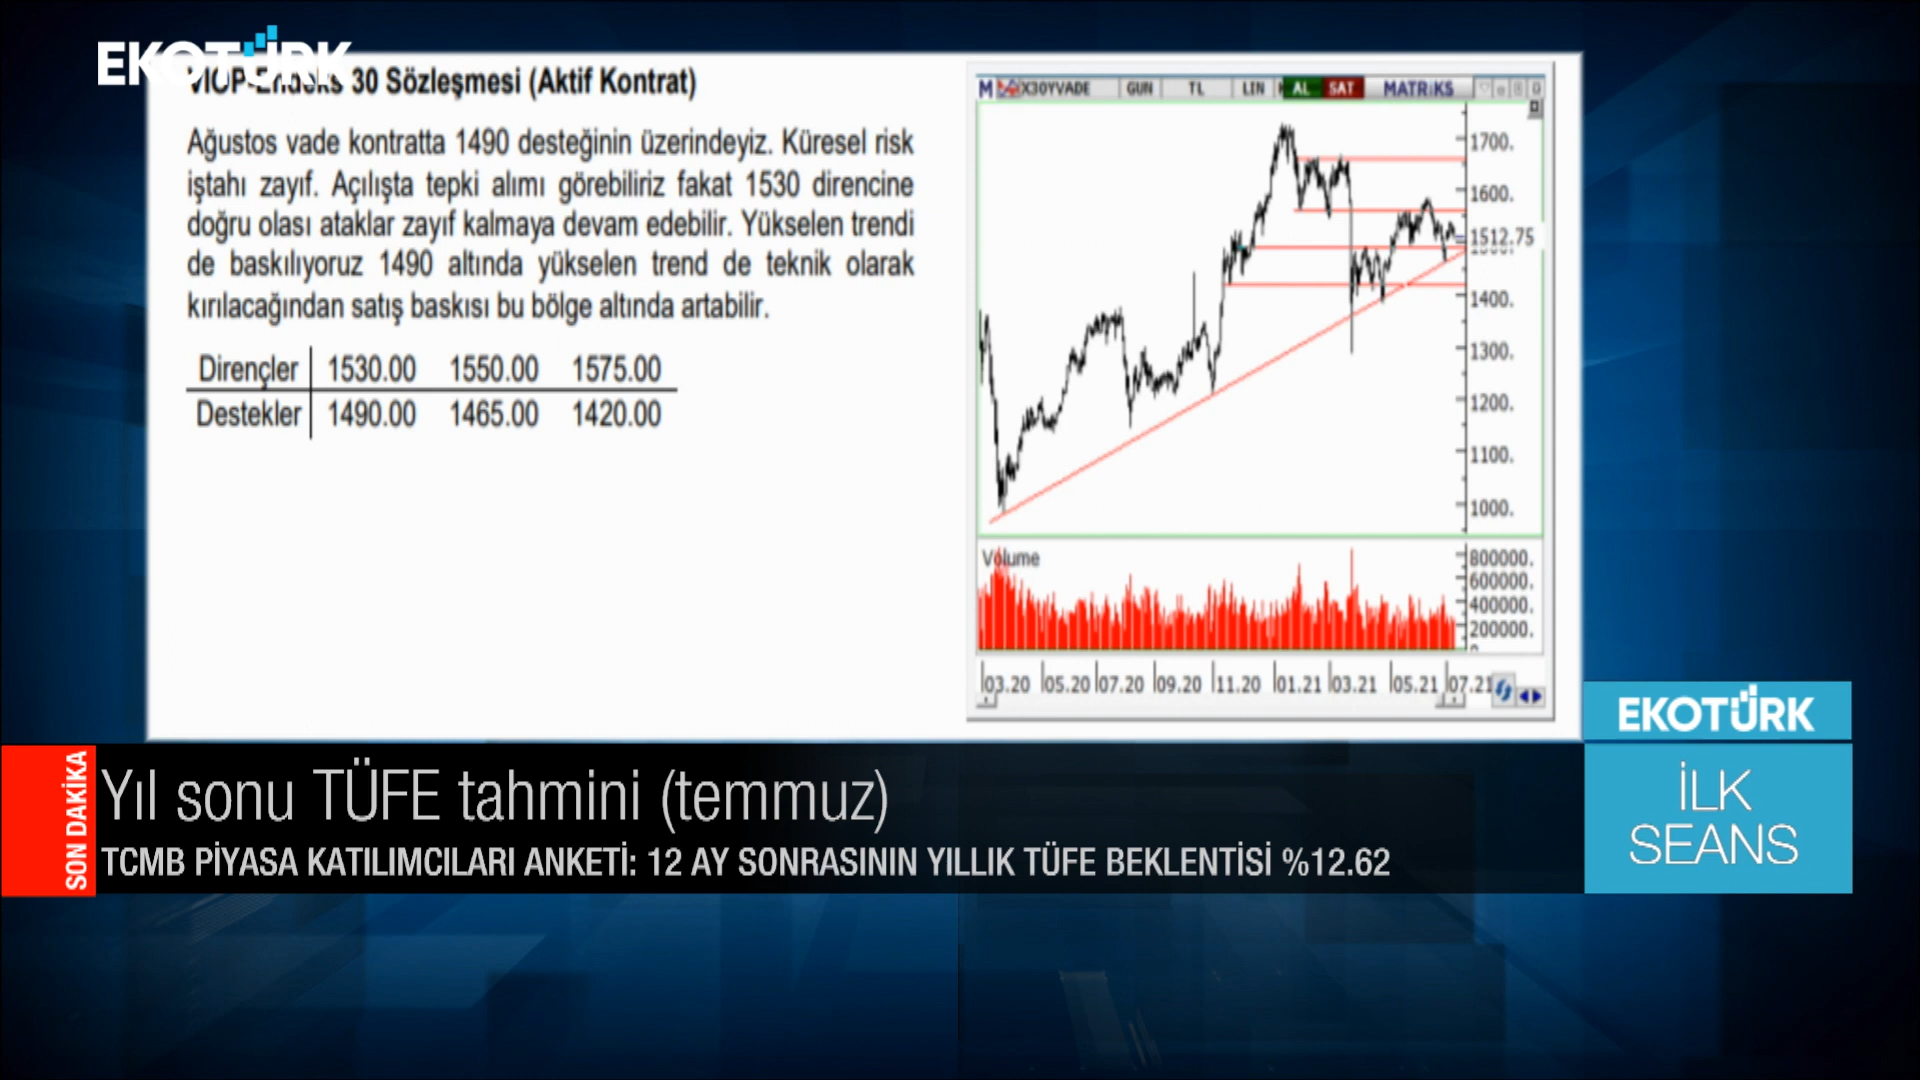 EKOTÜRK
VİOP-Endeks 30 Sözleşmesi (Aktif Kontrat)
Ağustos vade kontratta 1490 desteğinin üzerindeyiz. Küresel risk
iştahı zayıf. Açılışta tepki alımı görebiliriz fakat 1530 direncine
doğru olası ataklar zayıf kalmaya devam edebilir. Yükselen trendi
de baskılıyoruz 1490 altında yükselen trend de teknik olarak
kırılacağından satış baskısı bu bölge altında artabilir.
Dirençler 1530.00 1550.00 1575.00
Destekler 1490.00 1465.00 1420.00
M X30YVADE GUN TL LIN AL SAT MATRiKS
1700.
1600.
1512.75
1400.
1300.
1200.
1100.
1000.
Volume
800000.
600000.
400000.
200000.
0
03.20 05.20 07.20 09.20 11.20 01.21 03.21 05.21 07.21
EKOTÜRK
İLK
SEANS
SON DAKİKA
Yıl sonu TÜFE tahmini (temmuz)
TCMB PİYASA KATILIMCILARI ANKETİ: 12 AY SONRASININ YILLIK TÜFE BEKLENTİSİ %12.62